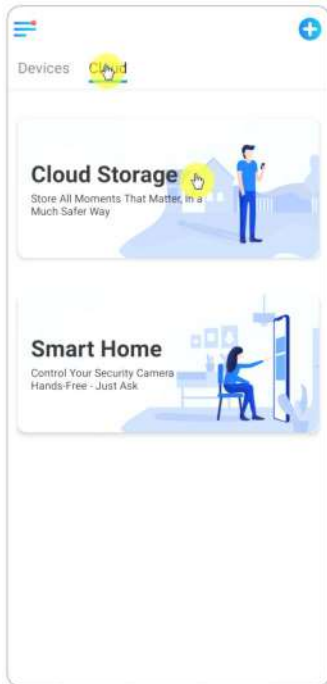 Devices Cloud
Cloud Storage
Store All Moments That Matter, in a
Much Safer Way
Smart Home
Control Your Security Camera
Hands-Free - Just Ask